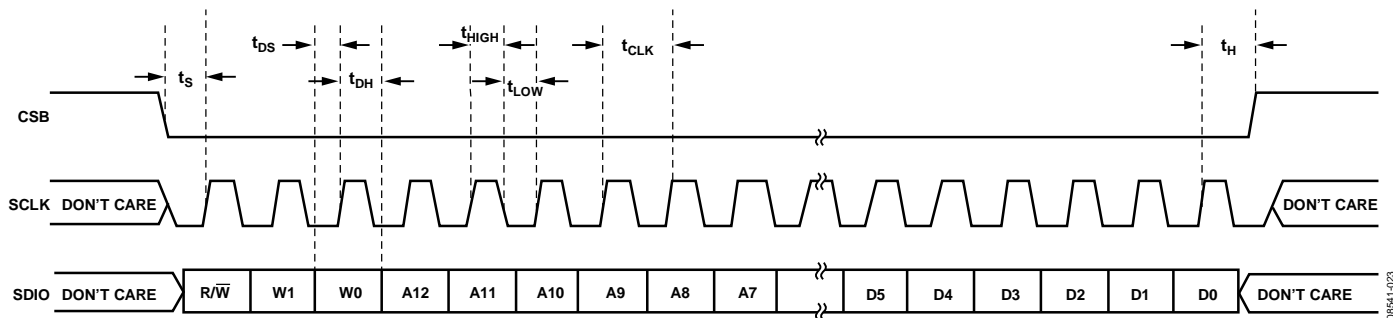 tDS tHIGH tCLK tH
tS tDH tLOW
CSB
SCLK DON'T CARE DON'T CARE
SDIO DON'T CARE R/W̅ W1 W0 A12 A11 A10 A9 A8 A7 D5 D4 D3 D2 D1 D0 DON'T CARE
08541-023